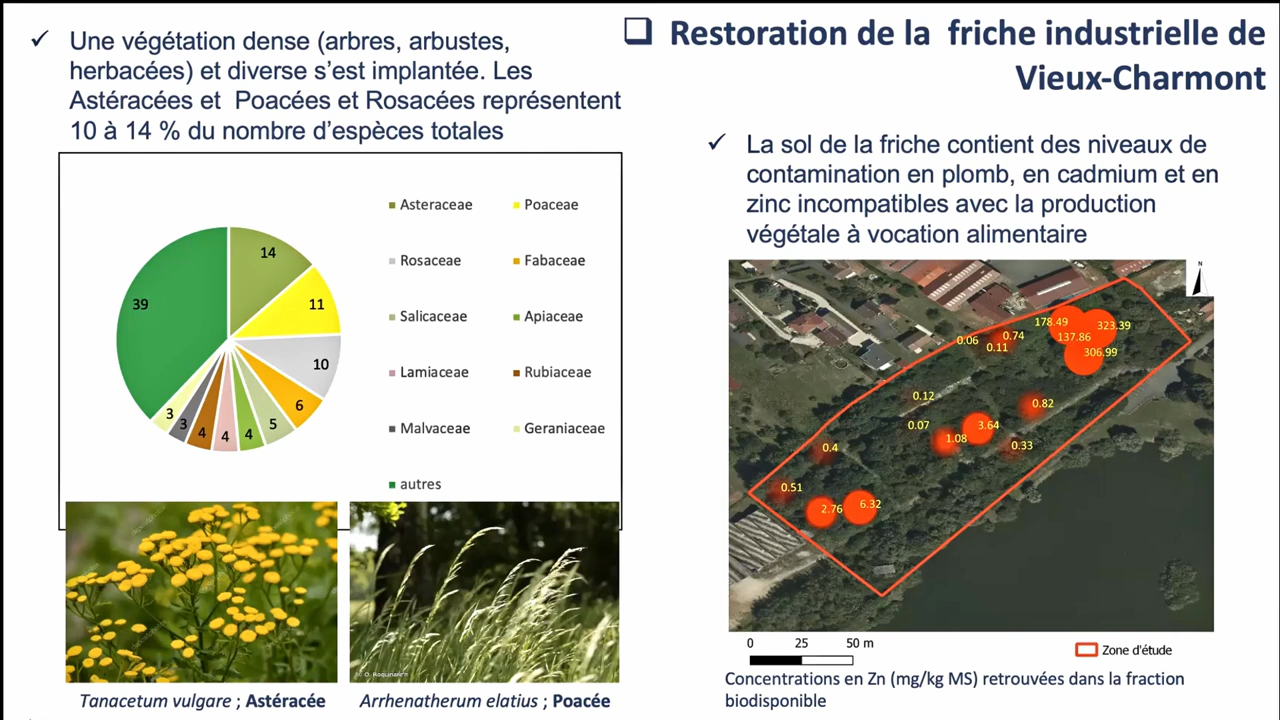 Restoration de la friche industrielle de
Vieux-Charmont
✓ Une végétation dense (arbres, arbustes,
herbacées) et diverse s’est implantée. Les
Astéracées et Poacées et Rosacées représentent
10 à 14 % du nombre d’espèces totales
14
11
10
6
5
4
4
4
3
3
39
Asteraceae
Poaceae
Rosaceae
Fabaceae
Salicaceae
Apiaceae
Lamiaceae
Rubiaceae
Malvaceae
Geraniaceae
autres
Tanacetum vulgare ; Astéracée
Arrhenatherum elatius ; Poacée
✓ La sol de la friche contient des niveaux de
contamination en plomb, en cadmium et en
zinc incompatibles avec la production
végétale à vocation alimentaire
N
178.49
323.39
137.86
306.99
0.74
0.06
0.11
0.12
0.82
0.07
3.64
1.08
0.33
0.4
0.51
2.76
6.32
0 25 50 m
Zone d'étude
Concentrations en Zn (mg/kg MS) retrouvées dans la fraction
biodisponible